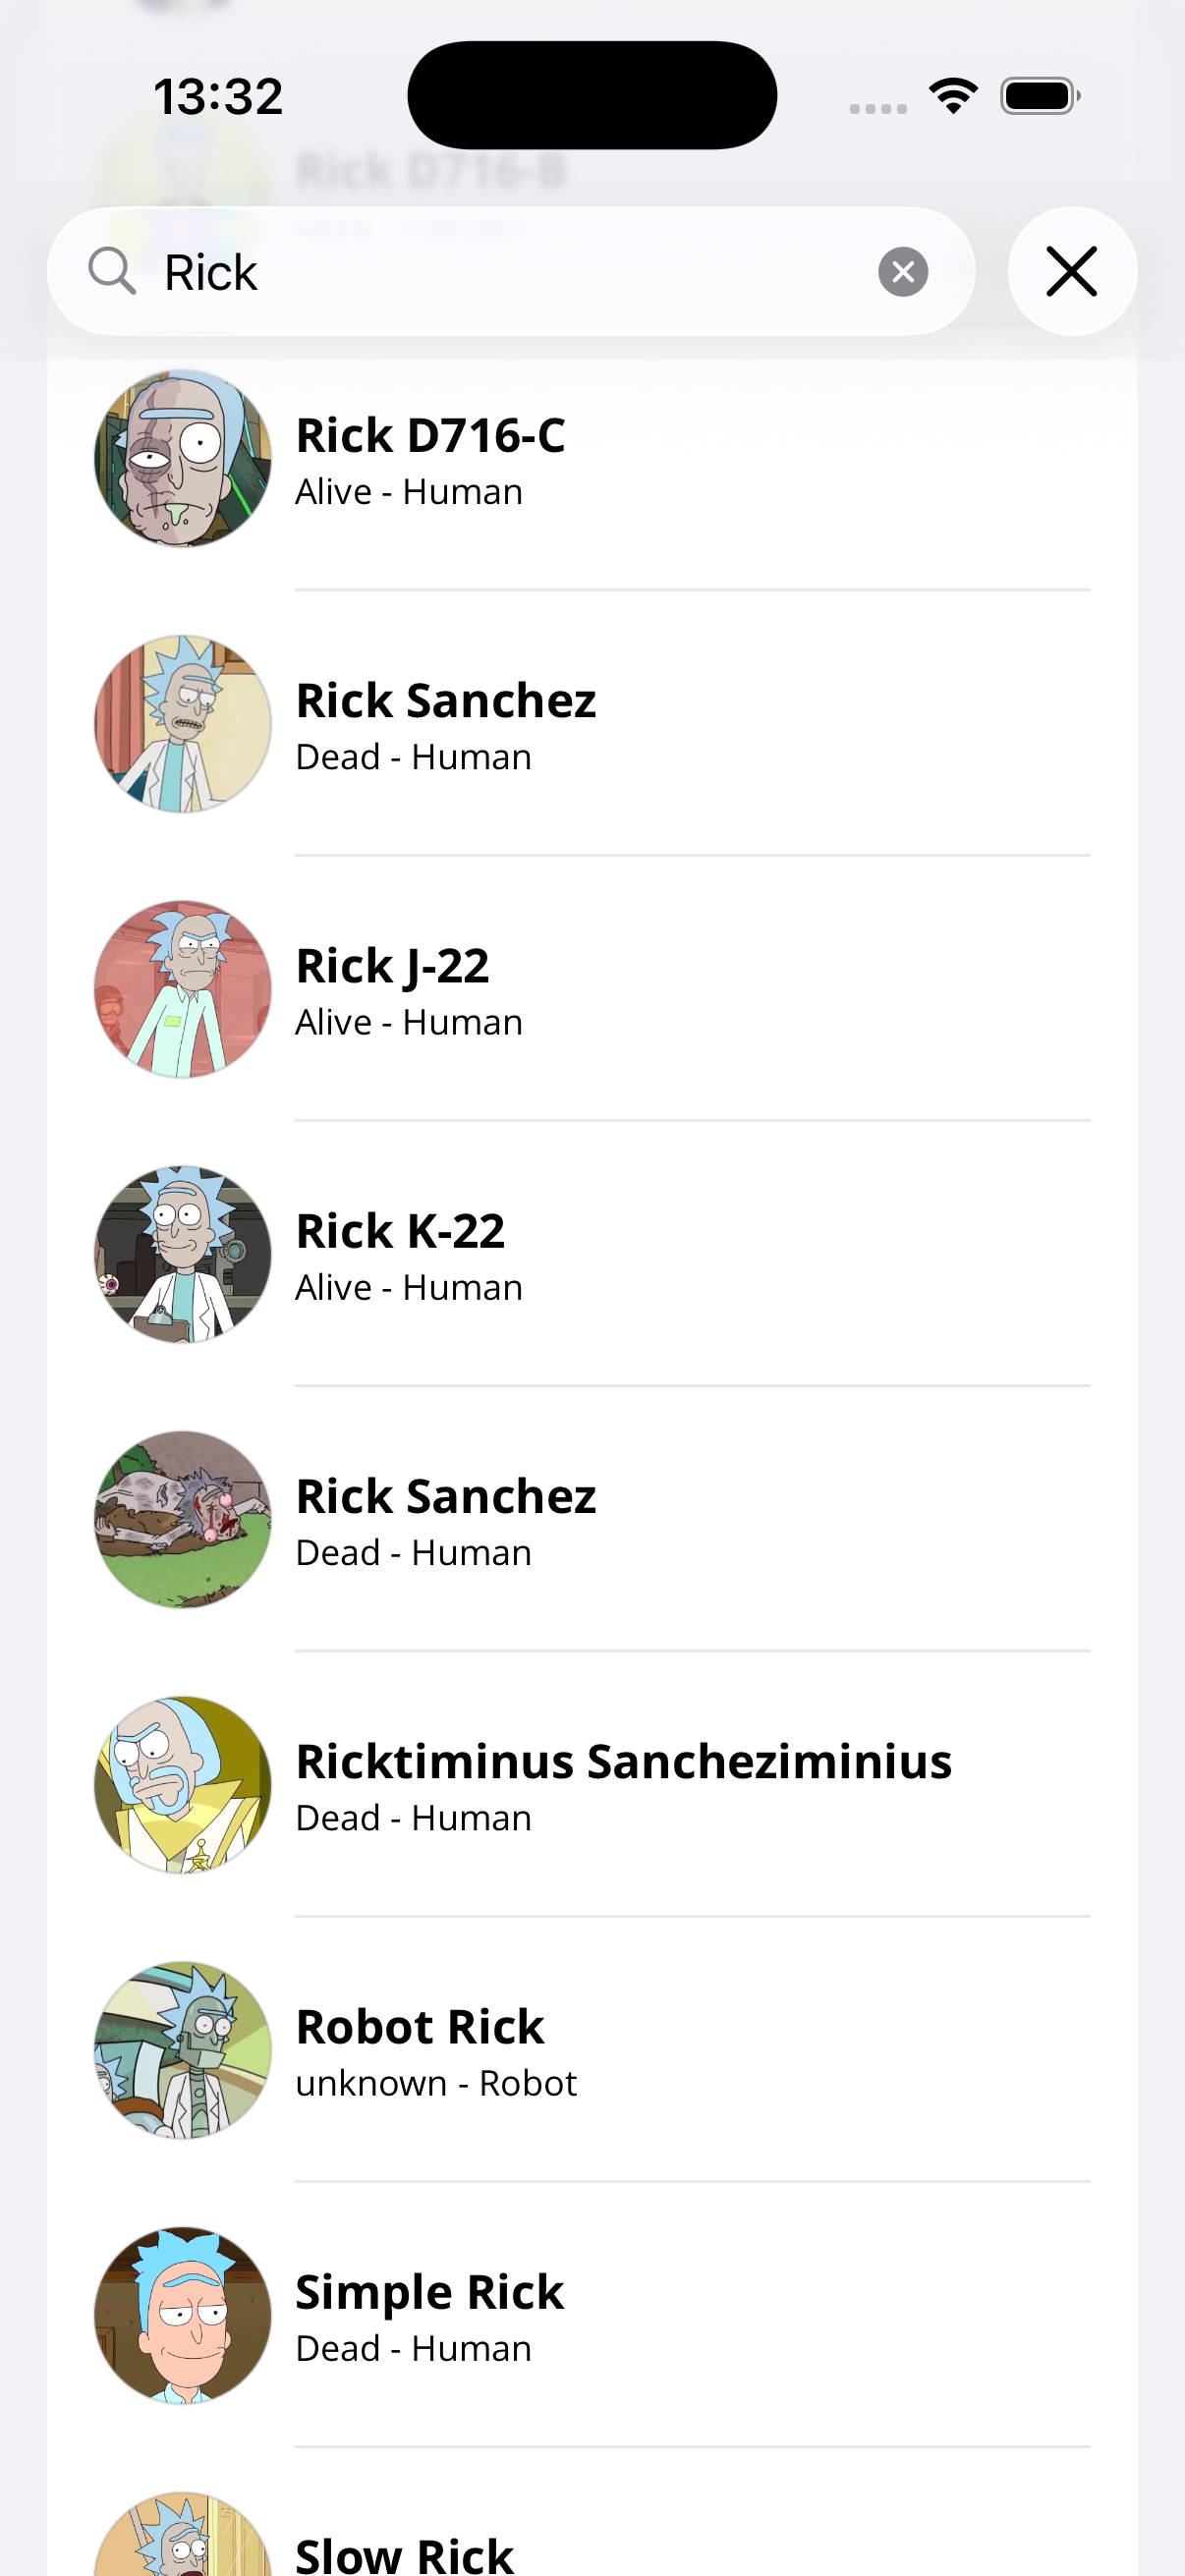 13:32
Rick D716-B
Rick
Rick D716-C
Alive - Human
Rick Sanchez
Dead - Human
Rick J-22
Alive - Human
Rick K-22
Alive - Human
Rick Sanchez
Dead - Human
Ricktiminus Sancheziminius
Dead - Human
Robot Rick
unknown - Robot
Simple Rick
Dead - Human
Slow Rick